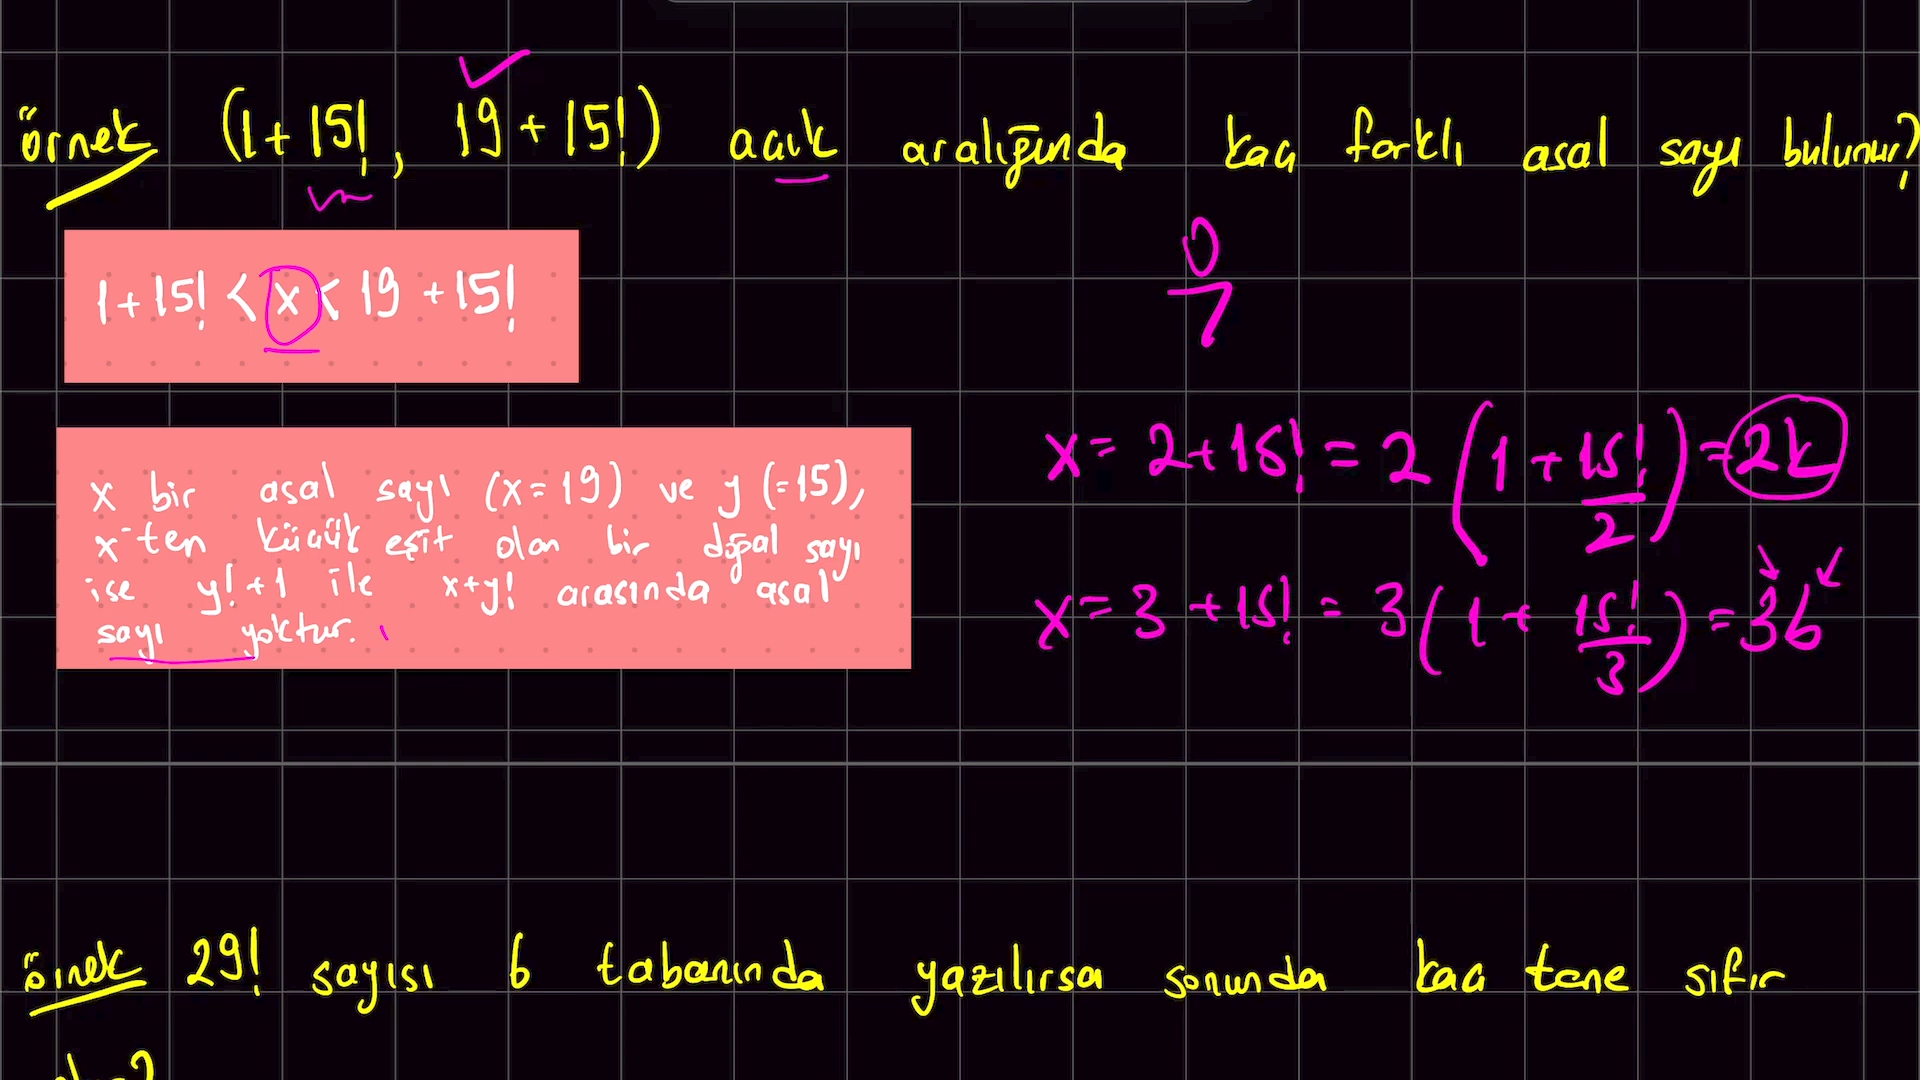 örnek (1 + 15!, 19 + 15!) açık aralığında kaç farklı asal sayı bulunur?
1 + 15! < x < 19 + 15!
0
7
x bir asal sayı (x = 19) ve y (=15),
x'ten küçük eşit olan bir doğal sayı
ise y! + 1 ile x+y! arasında asal
sayı yoktur.
x = 2 + 15! = 2 (1 + 15!/2) = 2k
x = 3 + 15! = 3 (1 + 15!/3) = 3b
örnek 29! sayısı 6 tabanında yazılırsa sonunda kaç tane sıfır